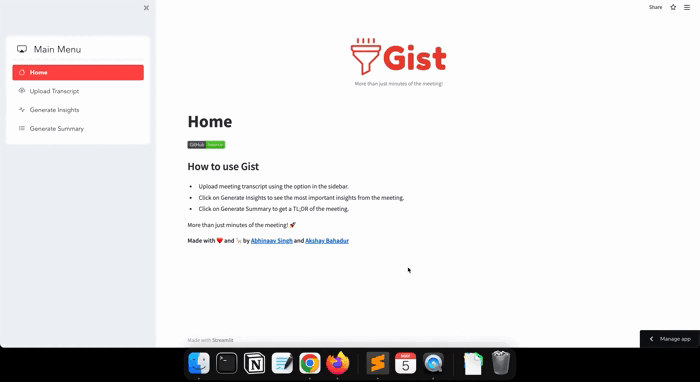 Share
Main Menu
Home
Upload Transcript
Generate Insights
Generate Summary
Gist
More than just minutes of the meeting!
Home
GitHub
How to use Gist
Upload meeting transcript using the option in the sidebar.
Click on Generate Insights to see the most important insights from the meeting.
Click on Generate Summary to get a TL;DR of the meeting.
More than just minutes of the meeting! 🚀
Made with ❤️ and 🦙 by Abhinaav Singh and Akshay Bahadur
Made with Streamlit
Manage app
5